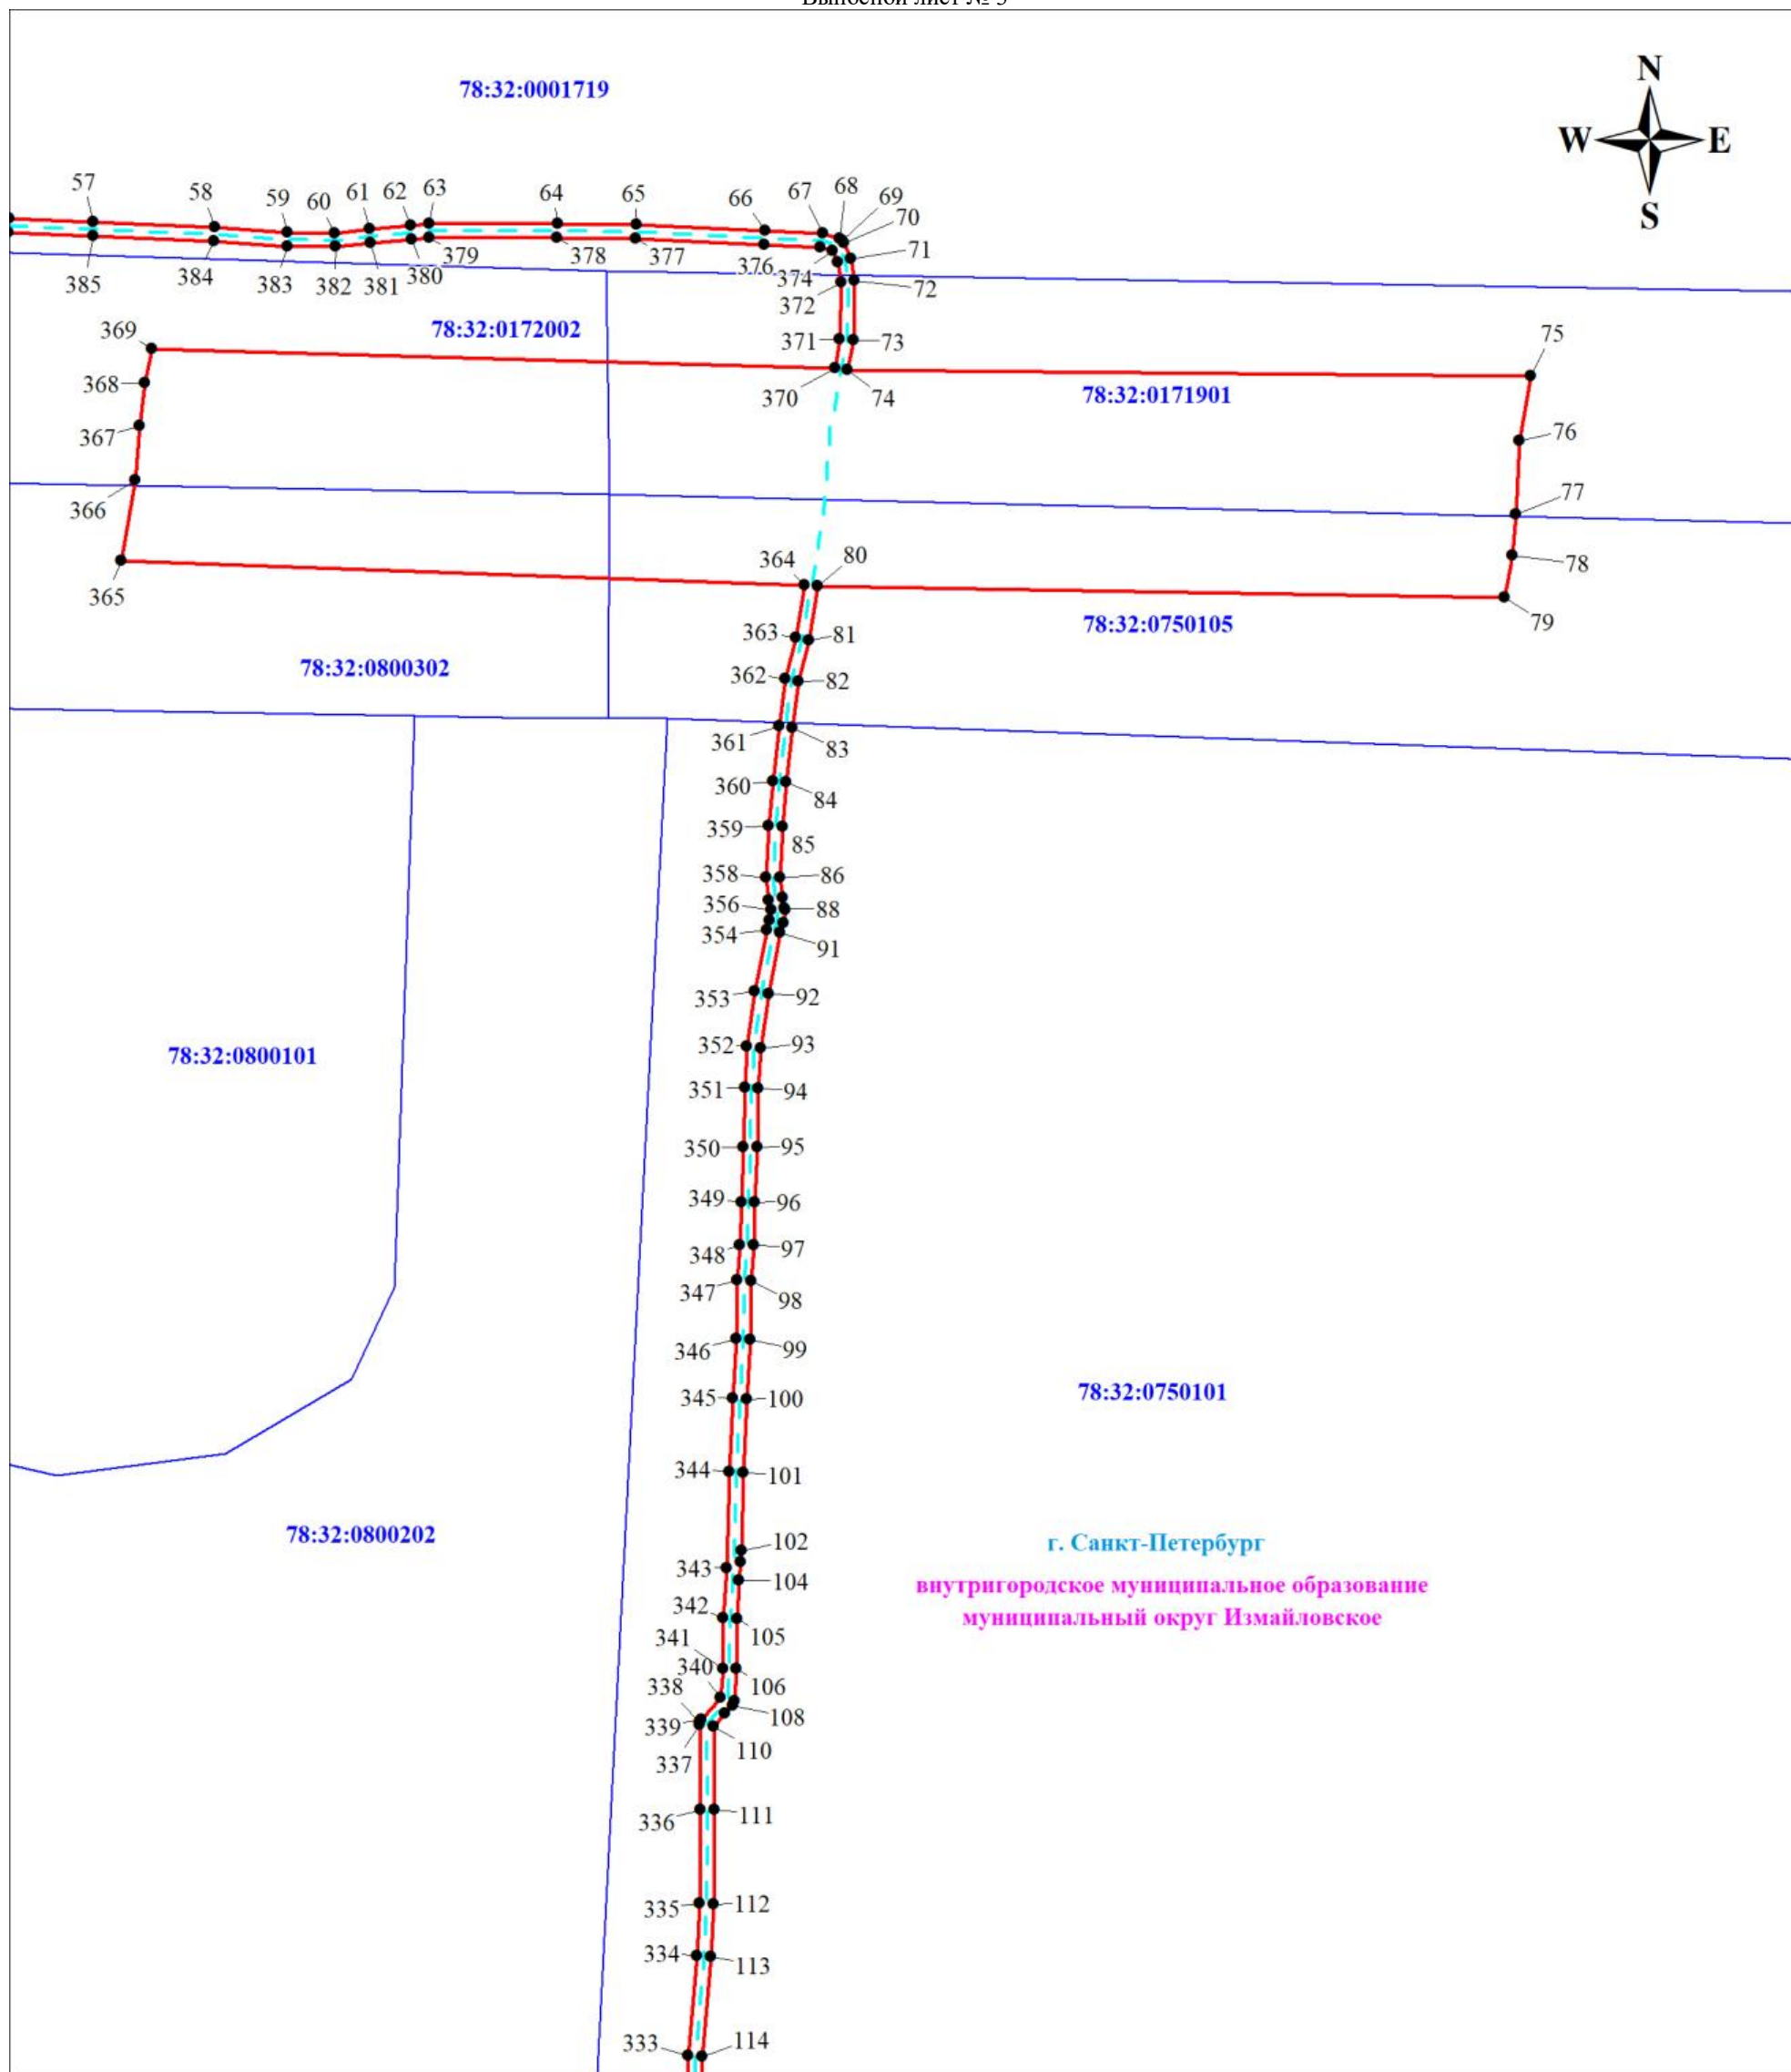 Выносной лист № 3
78:32:0001719
N
W E
S
57 58 59 60 61 62 63 64 65 66 67 68 69 70 71 72
385 384 383 382 381 380 379 378 377 376 374 372
369 78:32:0172002 371 73 75
368 370 74 78:32:0171901
367 76
366 77
364 80 78
365 79
363 81 78:32:0750105
78:32:0800302 362 82
361 83
360 84
359 85
358 86
356 88
354 91
353 92
352 93
78:32:0800101
351 94
350 95
349 96
348 97
347 98
346 99
345 100 78:32:0750101
344 101
78:32:0800202
102
г. Санкт-Петербург
343 104
внутригородское муниципальное образование
342 105
муниципальный округ Измайловское
341
340 106
338 108
339
337 110
336 111
335 112
334 113
333 114